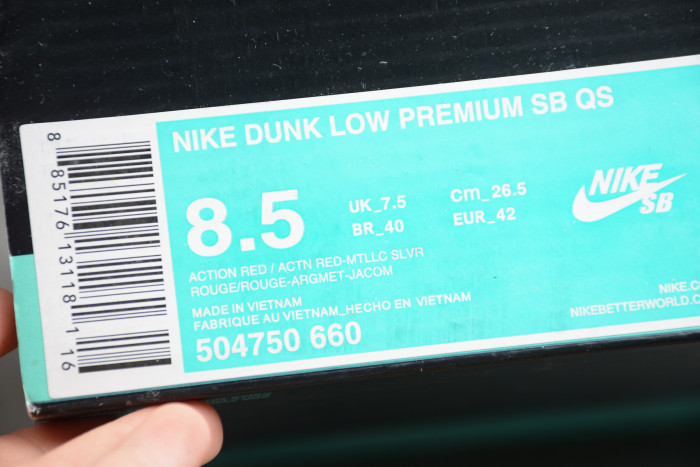 NIKE DUNK LOW PREMIUM SB QS
8.5
UK_7.5
Cm_26.5
BR_40
EUR_42
NIKE
SB
ACTION RED / ACTN RED-MTLLC SLVR
ROUGE/ROUGE-ARGMET-JACOM
MADE IN VIETNAM
FABRIQUE AU VIETNAM_HECHO EN VIETNAM
504750 660
NIKE.C
NIKEBETTERWORLD.
8 85176 13118 1 16